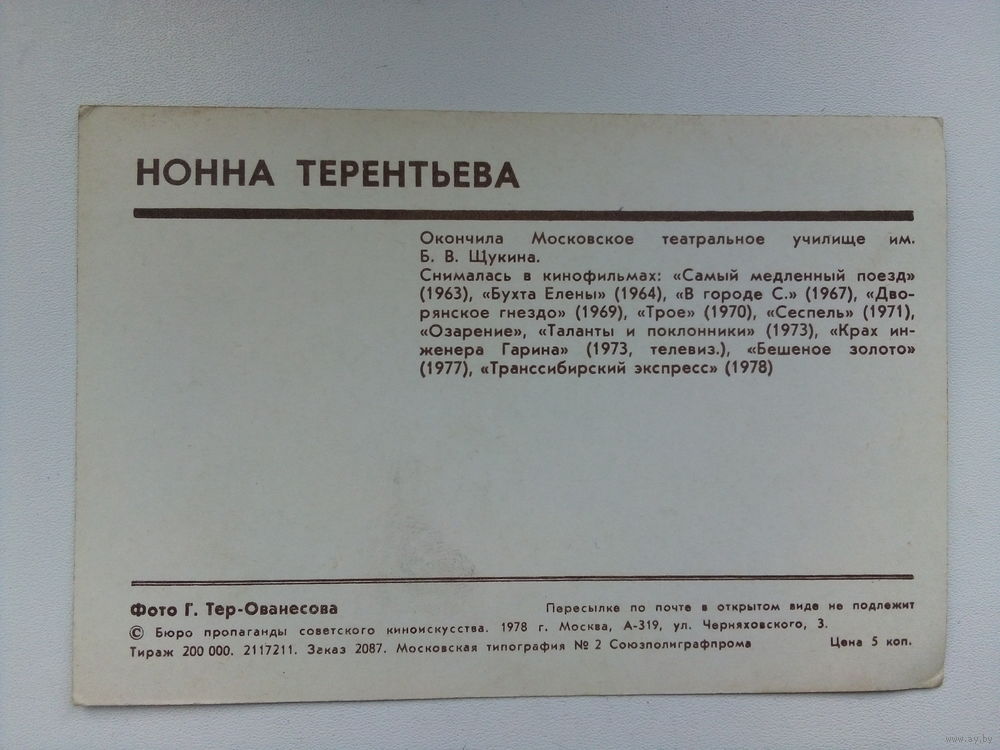 НОННА ТЕРЕНТЬЕВА
Окончила Московское театральное училище им.
Б. В. Щукина.
Снималась в кинофильмах: «Самый медленный поезд»
(1963), «Бухта Елены» (1964), «В городе С.» (1967), «Дво-
рянское гнездо» (1969), «Трое» (1970), «Сеспель» (1971),
«Озарение», «Таланты и поклонники» (1973), «Крах ин-
женера Гарина» (1973, телевиз.), «Бешеное золото»
(1977), «Транссибирский экспресс» (1978)
Фото Г. Тер-Ованесова
Пересылке по почте в открытом виде не подлежит
© Бюро пропаганды советского киноискусства. 1978 г. Москва, А-319, ул. Черняховского, 3.
Тираж 200 000. 2117211. Заказ 2087. Московская типография № 2 Союзполиграфпрома
Цена 5 коп.
www.ay.by